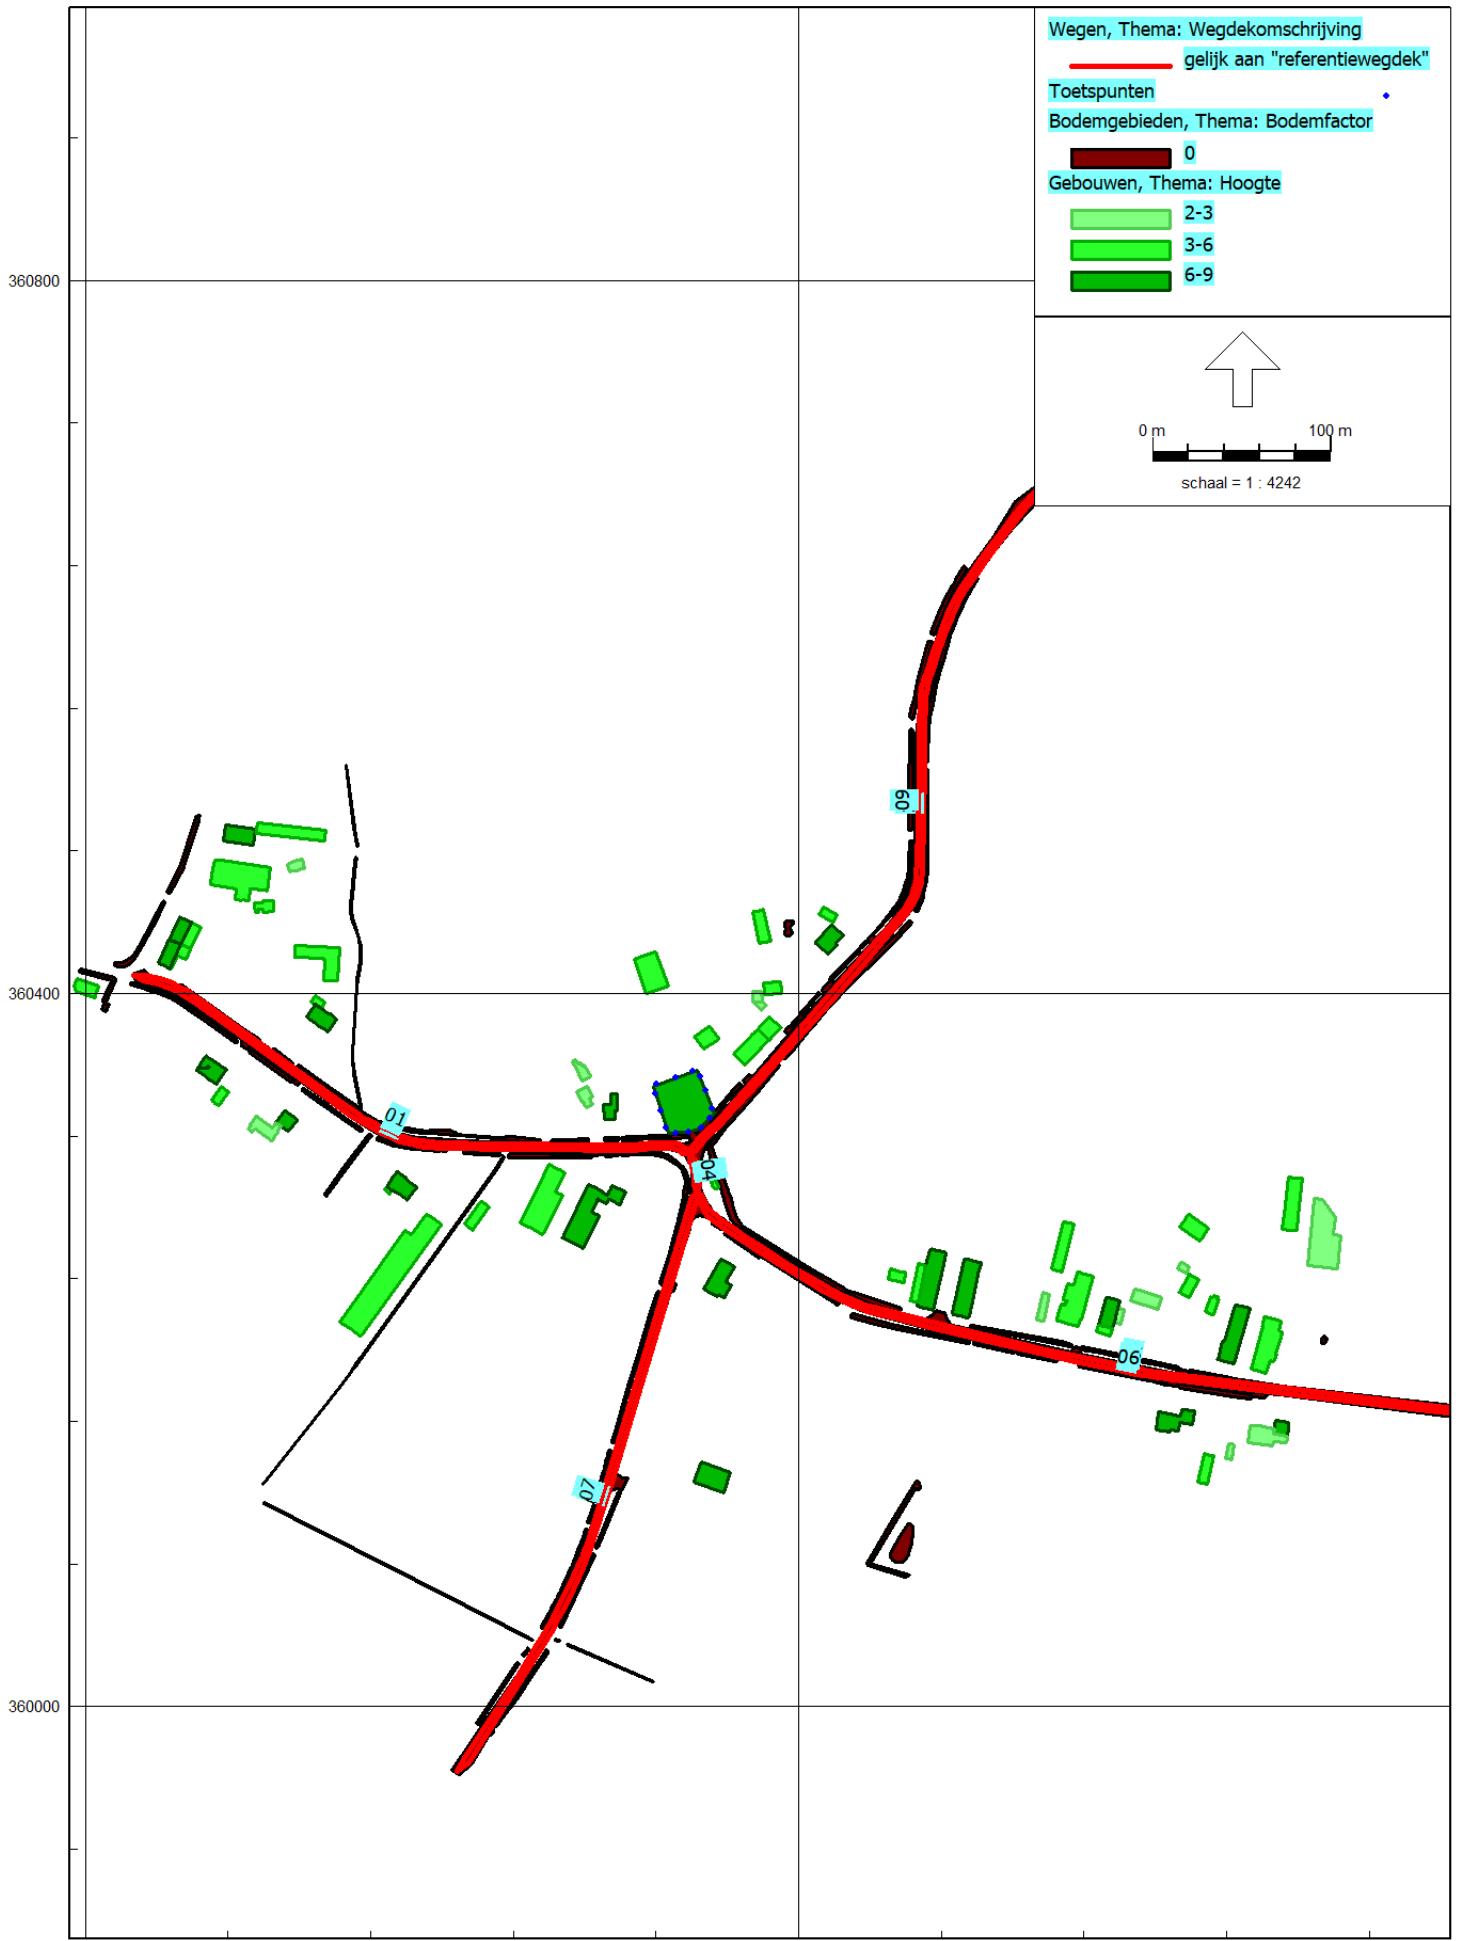 Wegen, Thema: Wegdekomschrijving
gelijk aan "referentiewegdek"
Toetspunten
Bodemgebieden, Thema: Bodemfactor
0
Gebouwen, Thema: Hoogte
2-3
3-6
6-9
360800
0 m 100 m
schaal = 1 : 4242
09
360400
01
04
06
07
360000